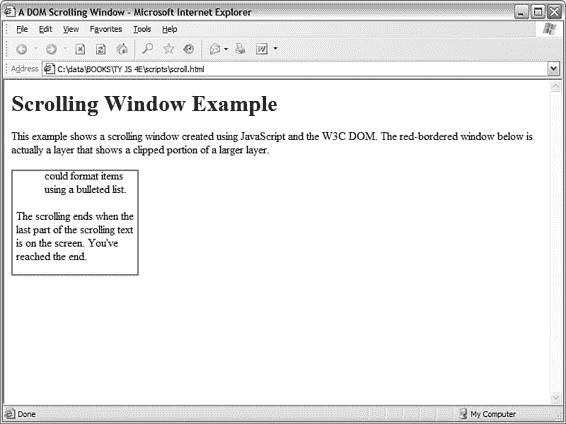 A DOM Scrolling Window - Microsoft Internet Explorer
File Edit View Favorites Tools Help
Address C:\data\BOOKS\TY JS 4E\scripts\scroll.html
Scrolling Window Example
This example shows a scrolling window created using JavaScript and the W3C DOM. The red-bordered window below is
actually a layer that shows a clipped portion of a larger layer.
could format items
using a bulleted list.
The scrolling ends when the
last part of the scrolling text
is on the screen. You've
reached the end.
Done My Computer